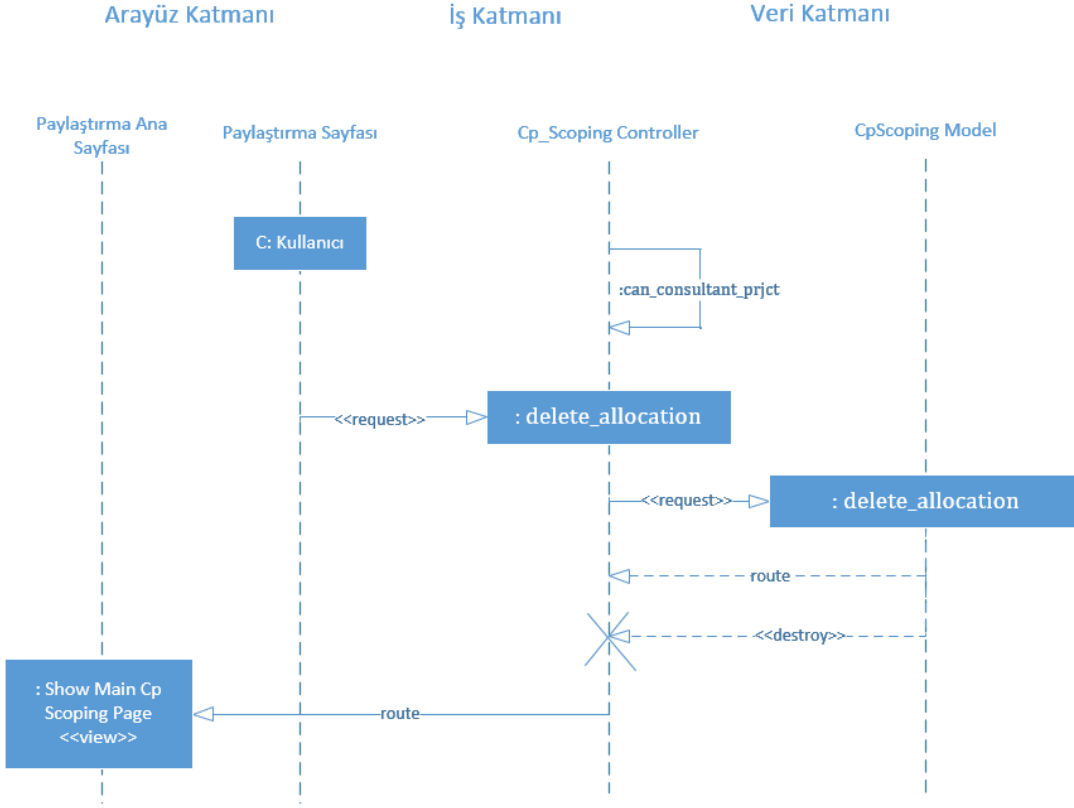 Arayüz Katmanı
İş Katmanı
Veri Katmanı
Paylaştırma Ana
Sayfası
Paylaştırma Sayfası
Cp_Scoping Controller
CpScoping Model
C: Kullanıcı
:can_consultant_prjct
<<request>>
: delete_allocation
<<request>>
: delete_allocation
route
<<destroy>>
: Show Main Cp
Scoping Page
<<view>>
route